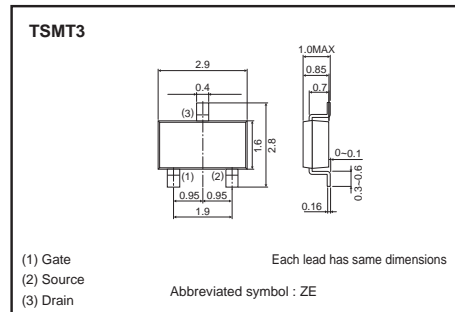 TSMT3
1.0MAX
2.9
0.85
0.4
0.7
(3)
1.6
2.8
0~0.1
(1)
(2)
0.3~0.6
0.95
0.95
0.16
1.9
(1) Gate
Each lead has same dimensions
(2) Source
Abbreviated symbol : ZE
(3) Drain